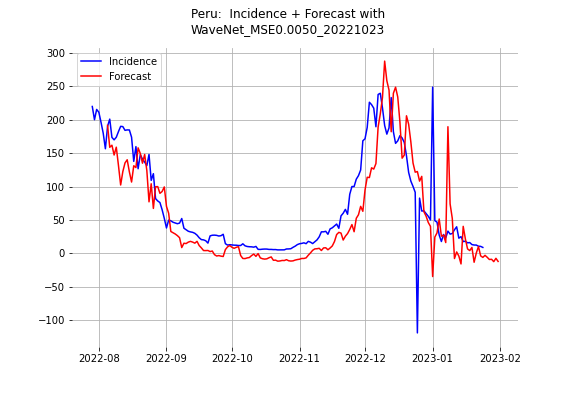 Peru:  Incidence + Forecast with
WaveNet_MSE0.0050_20221023
Incidence
Forecast
300
250
200
150
100
50
0
−50
−100
2022-08 2022-09 2022-10 2022-11 2022-12 2023-01 2023-02